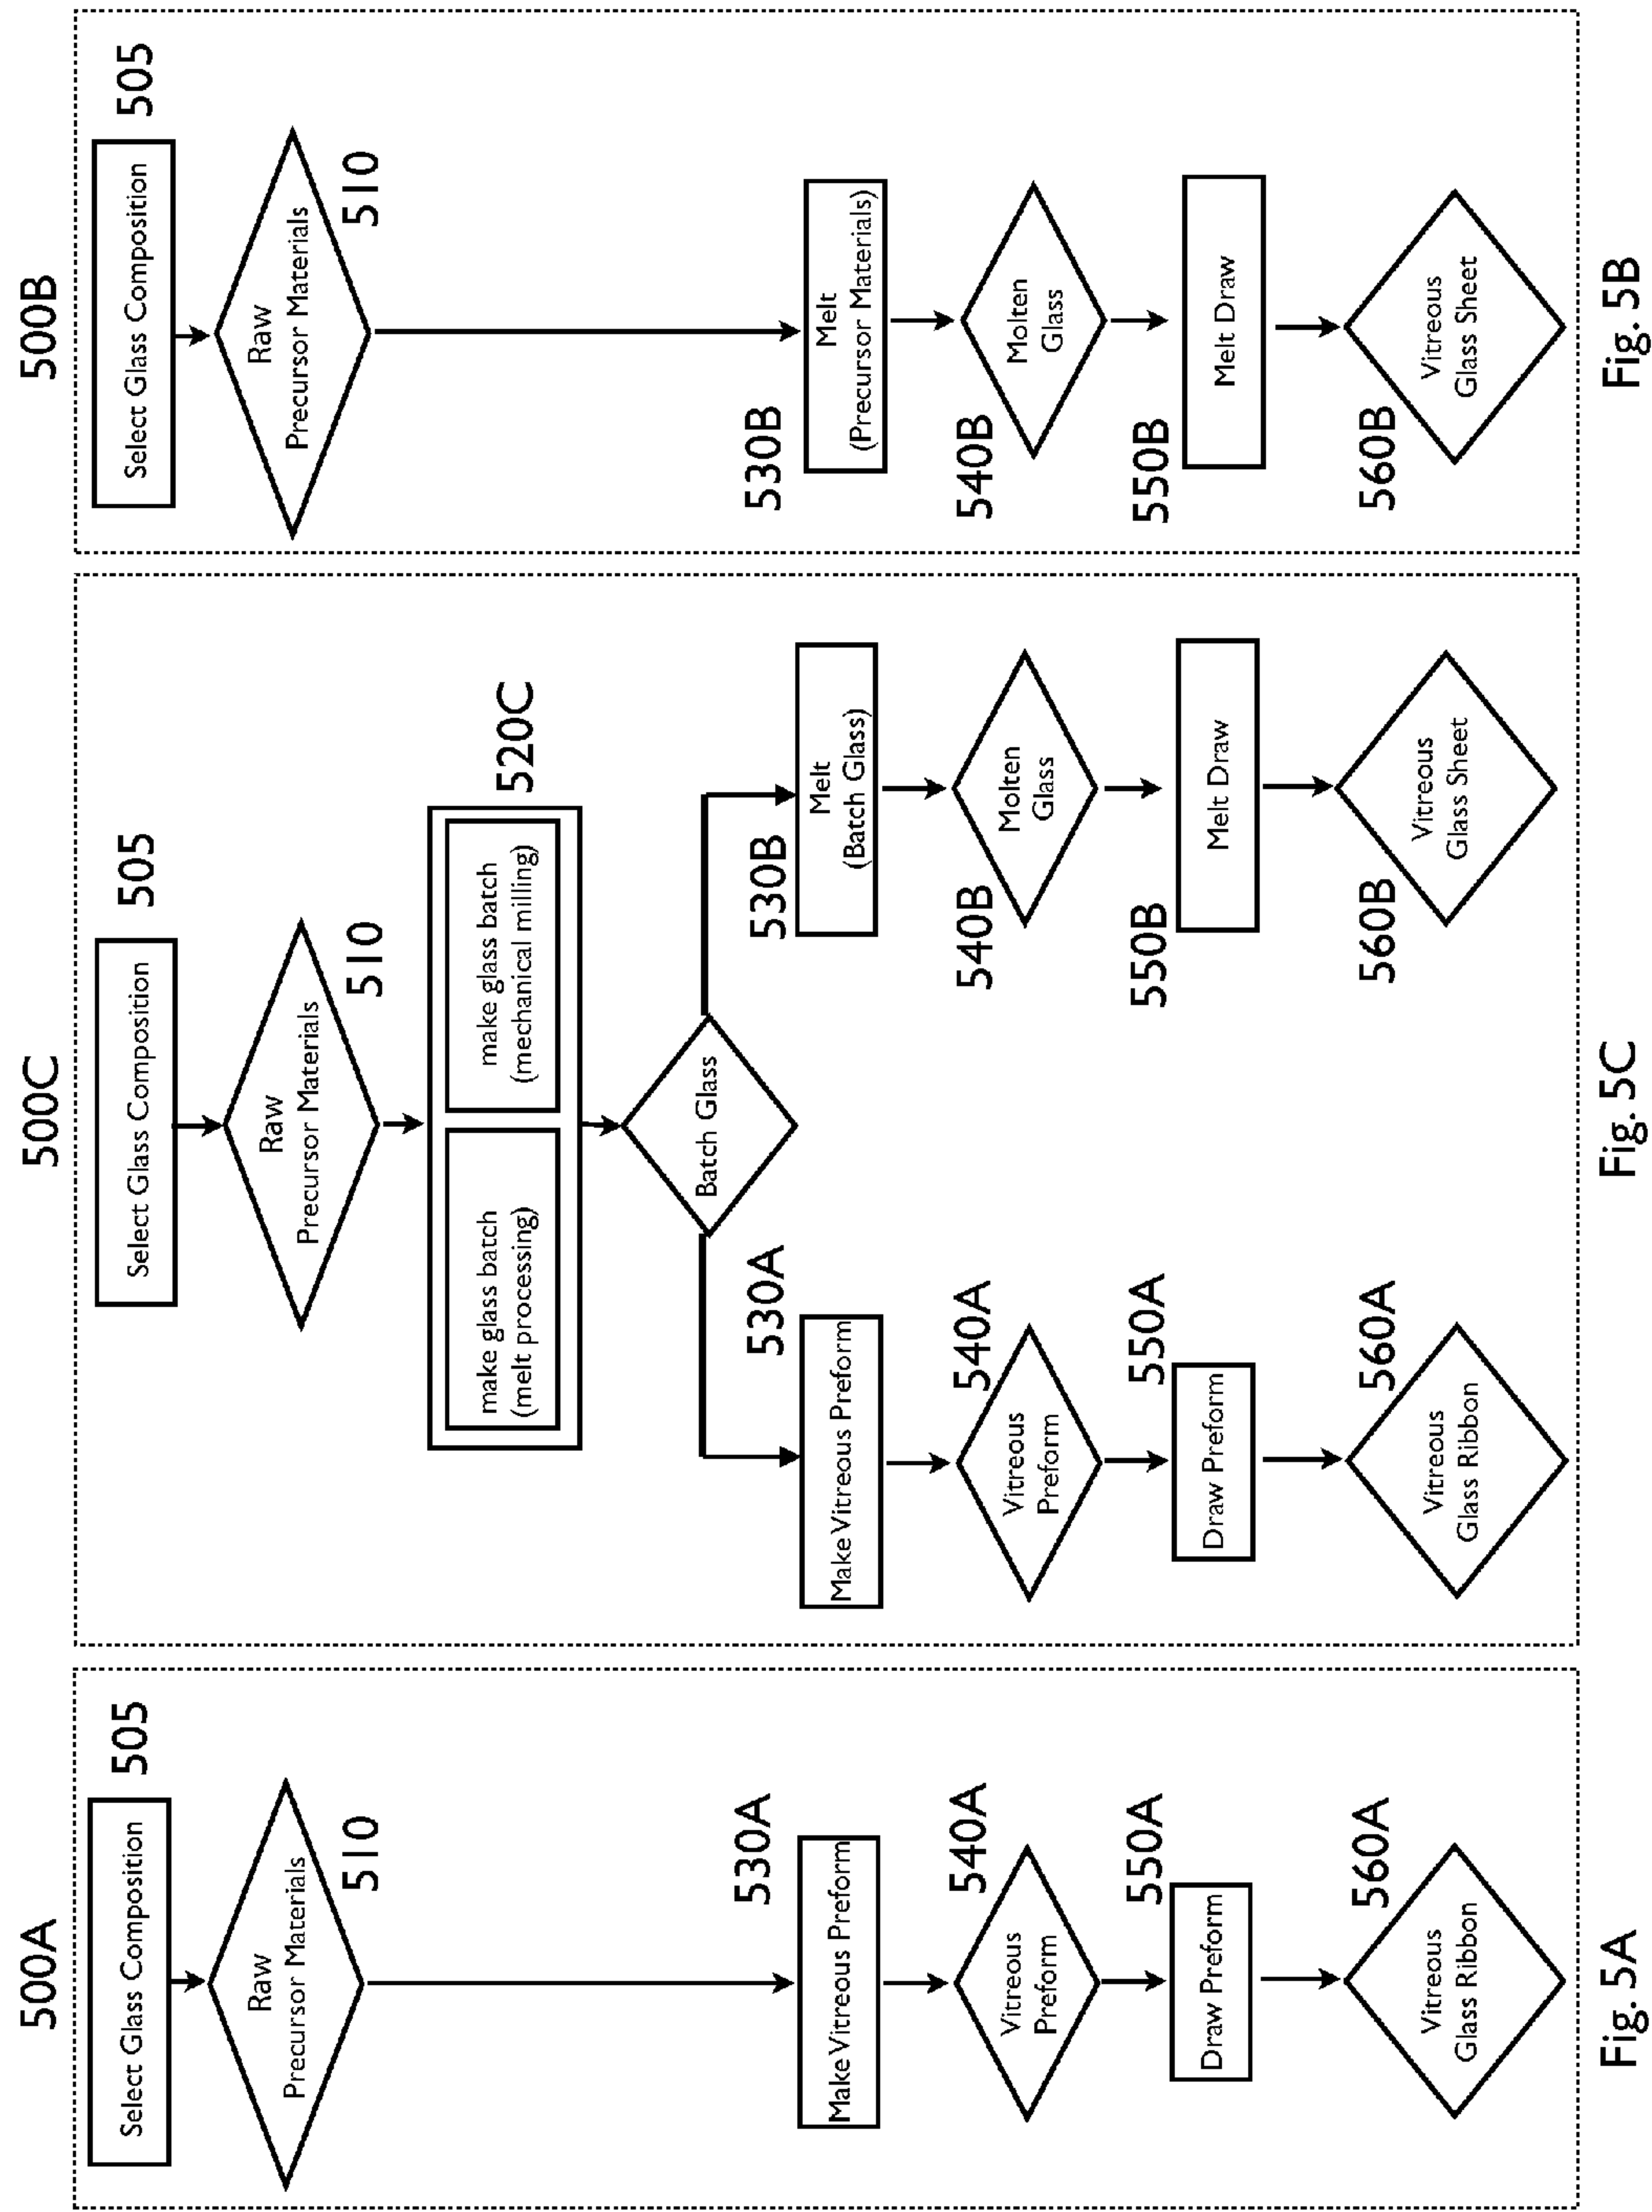 500A
505
Select Glass Composition
Raw
Precursor Materials
510
530A
Make Vitreous Preform
540A
Vitreous
Preform
550A
Draw Preform
560A
Vitreous
Glass Ribbon
Fig. 5A
500C
505
Select Glass Composition
Raw
Precursor Materials
510
520C
make glass batch
(melt processing)
make glass batch
(mechanical milling)
Batch Glass
530A
Make Vitreous Preform
540A
Vitreous
Preform
550A
Draw Preform
560A
Vitreous
Glass Ribbon
530B
Melt
(Batch Glass)
540B
Molten
Glass
550B
Melt Draw
560B
Vitreous
Glass Sheet
Fig. 5C
500B
505
Select Glass Composition
Raw
Precursor Materials
510
530B
Melt
(Precursor Materials)
540B
Molten
Glass
550B
Melt Draw
560B
Vitreous
Glass Sheet
Fig. 5B